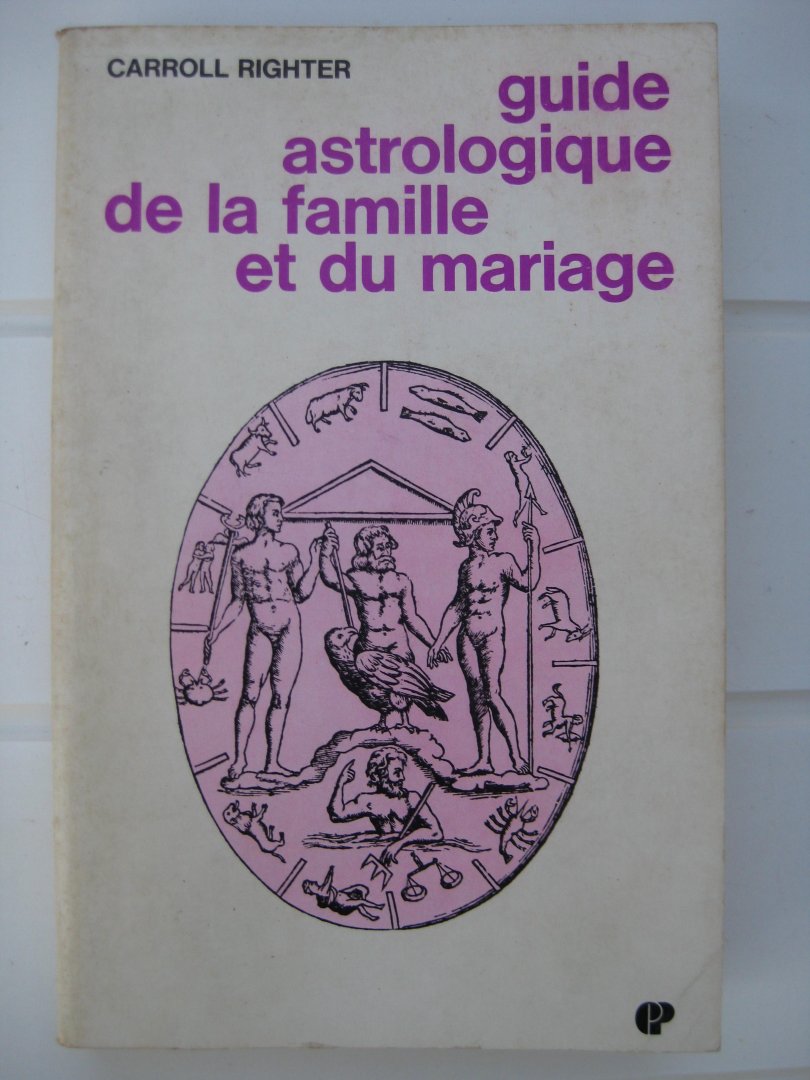 CARROLL RIGHTER
guide
astrologique
de la famille
et du mariage